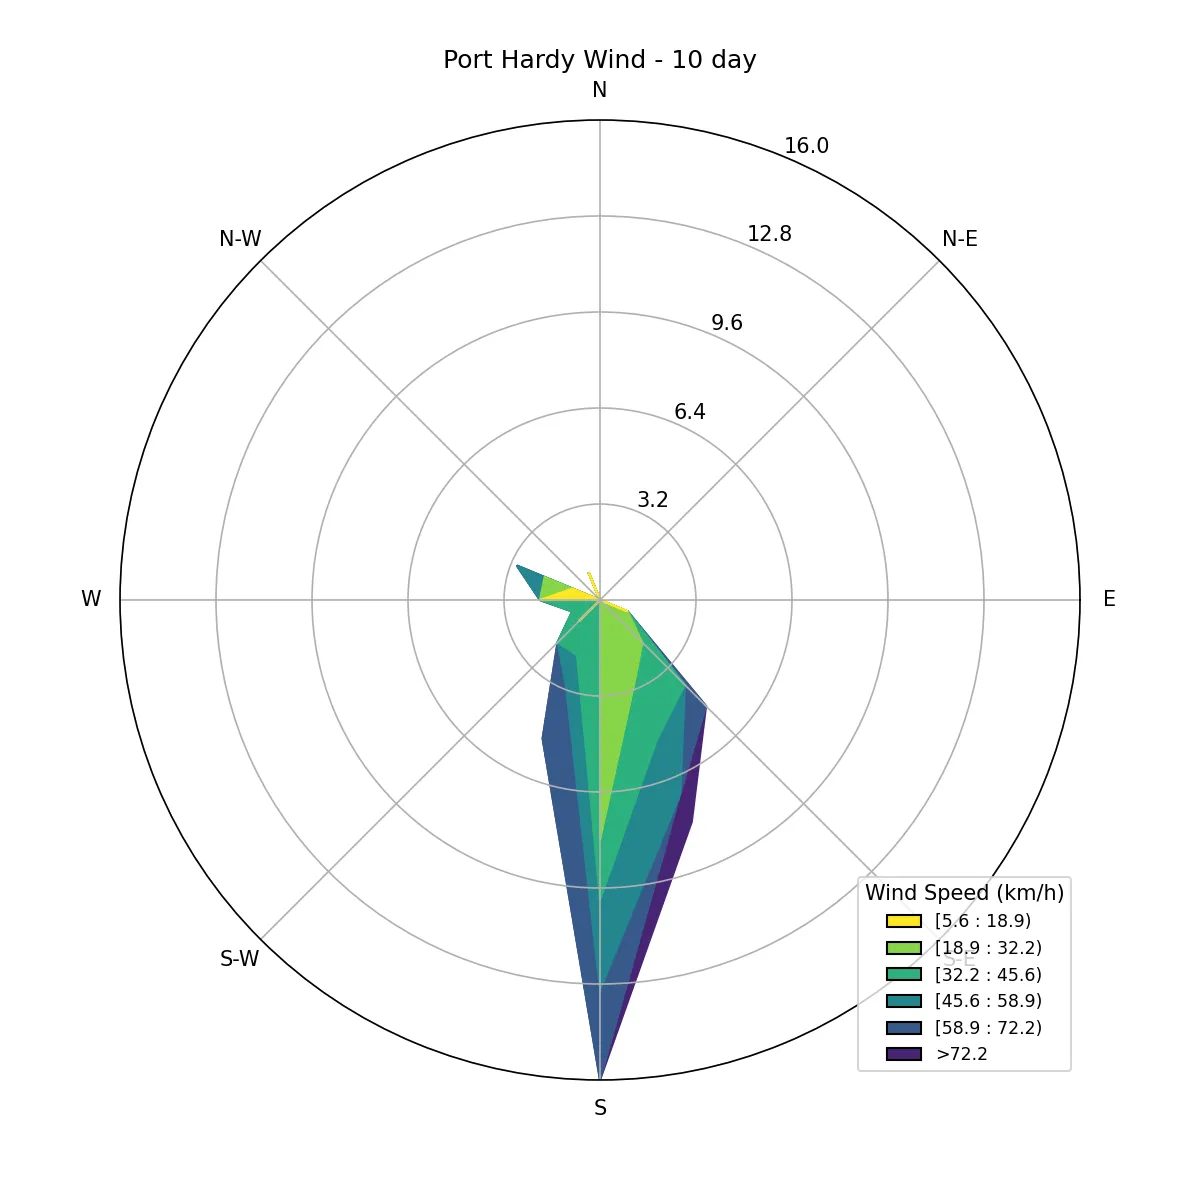 Port Hardy Wind - 10 day
N
16.0
12.8
N-W
N-E
9.6
6.4
3.2
W
E
Wind Speed (km/h)
[5.6 : 18.9)
[18.9 : 32.2)
S-W
S-E
[32.2 : 45.6)
[45.6 : 58.9)
[58.9 : 72.2)
>72.2
S